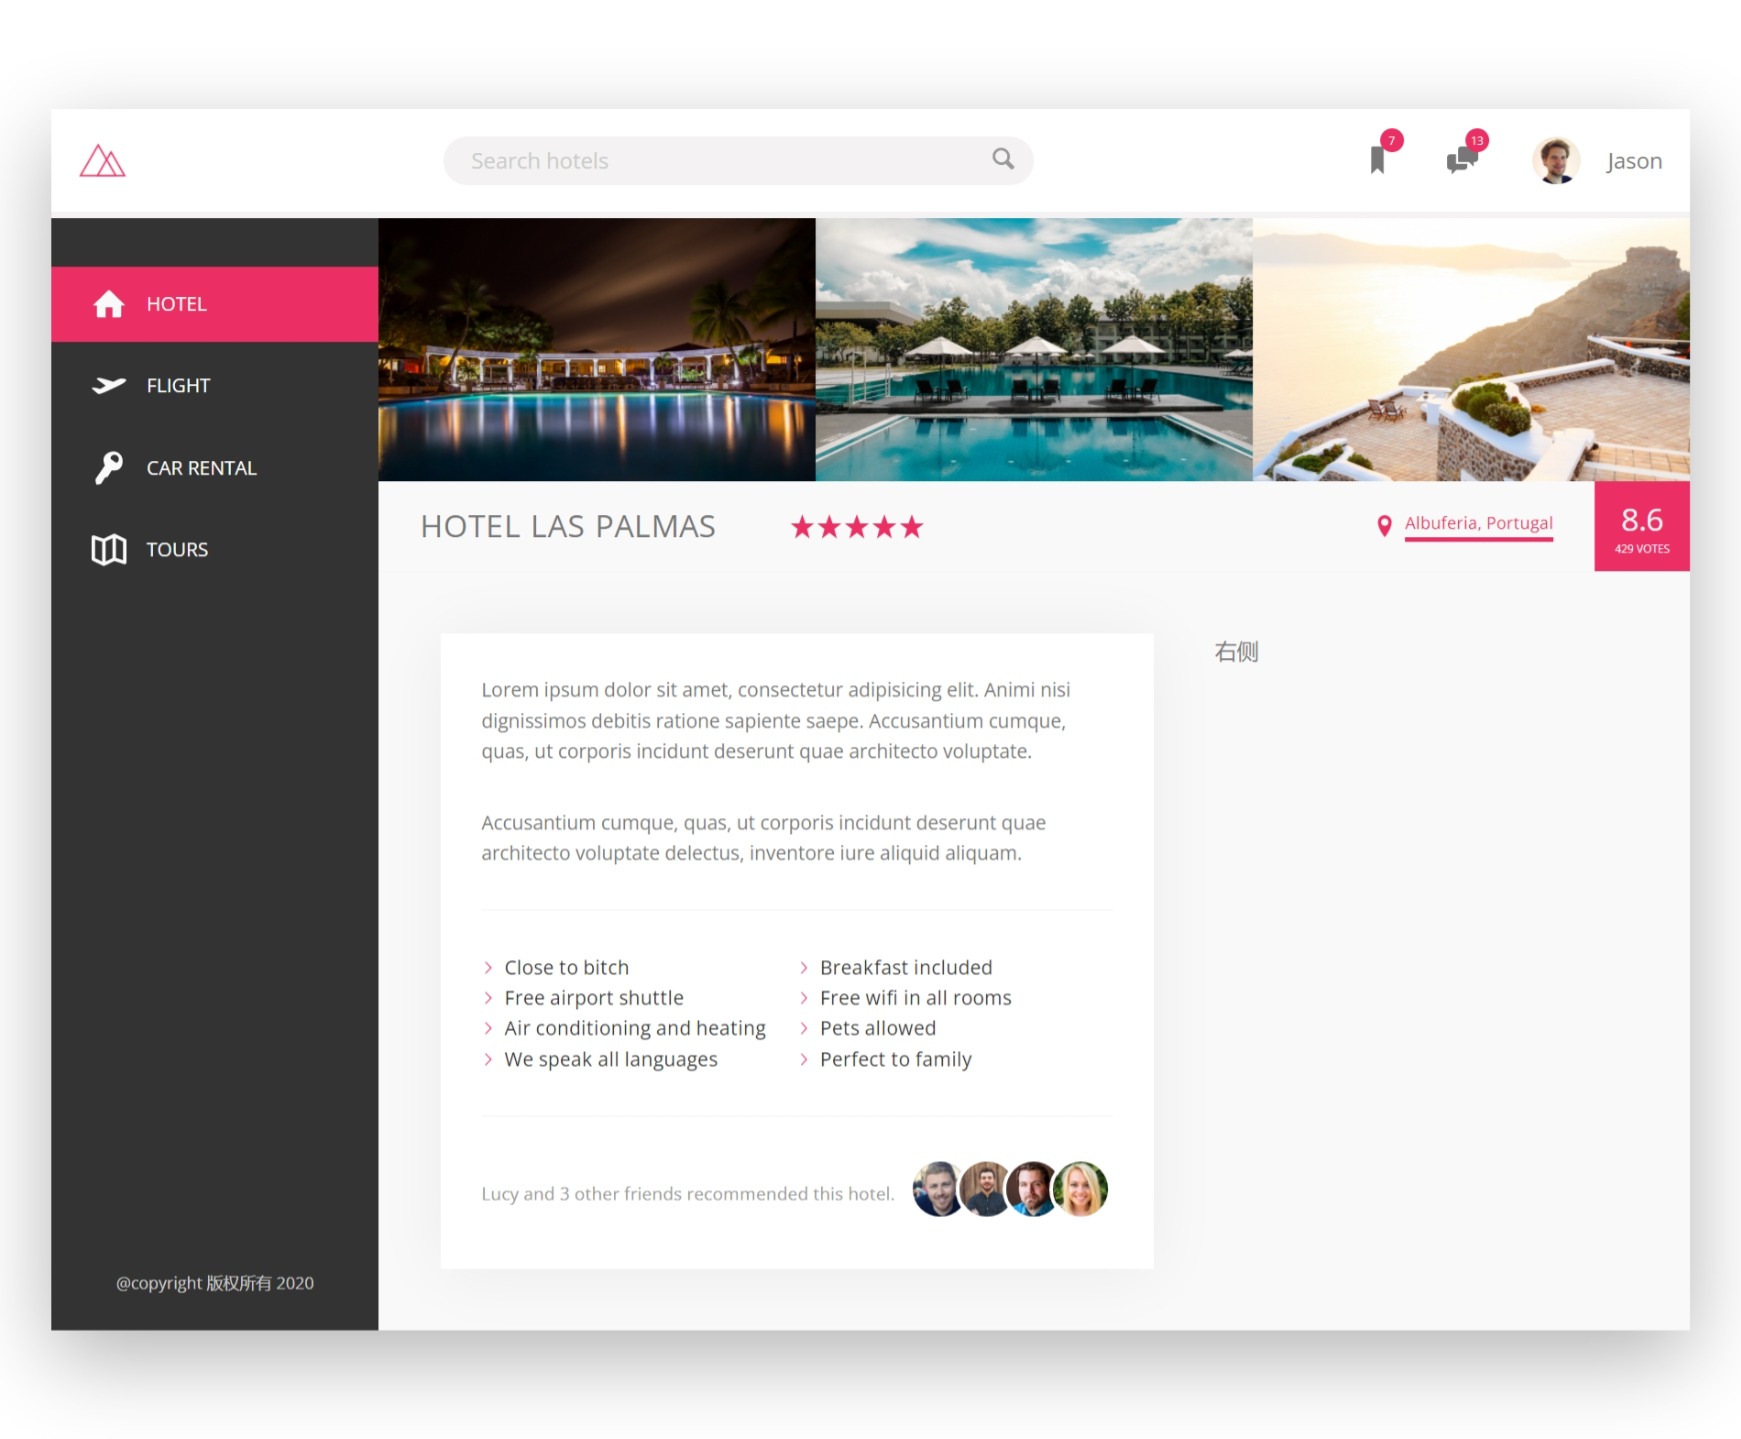 Search hotels
7
13
Jason
HOTEL
FLIGHT
CAR RENTAL
TOURS
@copyright 版权所有 2020
HOTEL LAS PALMAS
Albuferia, Portugal
8.6
429 VOTES
Lorem ipsum dolor sit amet, consectetur adipisicing elit. Animi nisi
dignissimos debitis ratione sapiente saepe. Accusantium cumque,
quas, ut corporis incidunt deserunt quae architecto voluptate.
Accusantium cumque, quas, ut corporis incidunt deserunt quae
architecto voluptate delectus, inventore iure aliquid aliquam.
Close to bitch
Breakfast included
Free airport shuttle
Free wifi in all rooms
Air conditioning and heating
Pets allowed
We speak all languages
Perfect to family
Lucy and 3 other friends recommended this hotel.
右侧